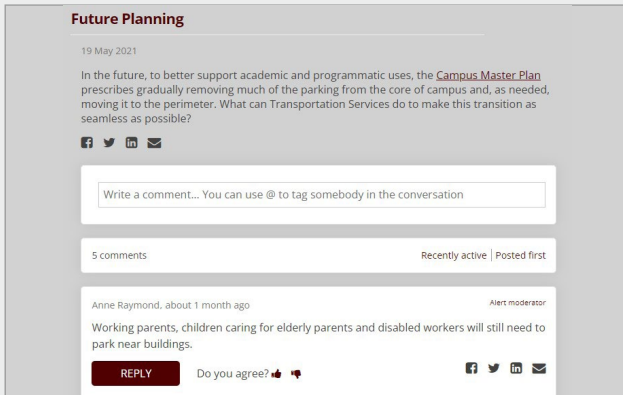 Future Planning
19 May 2021
In the future, to better support academic and programmatic uses, the Campus Master Plan
prescribes gradually removing much of the parking from the core of campus and, as needed,
moving it to the perimeter. What can Transportation Services do to make this transition as
seamless as possible?
Write a comment... You can use @ to tag somebody in the conversation
5 comments
Recently active | Posted first
Anne Raymond, about 1 month ago
Alert moderator
Working parents, children caring for elderly parents and disabled workers will still need to
park near buildings.
REPLY
Do you agree?